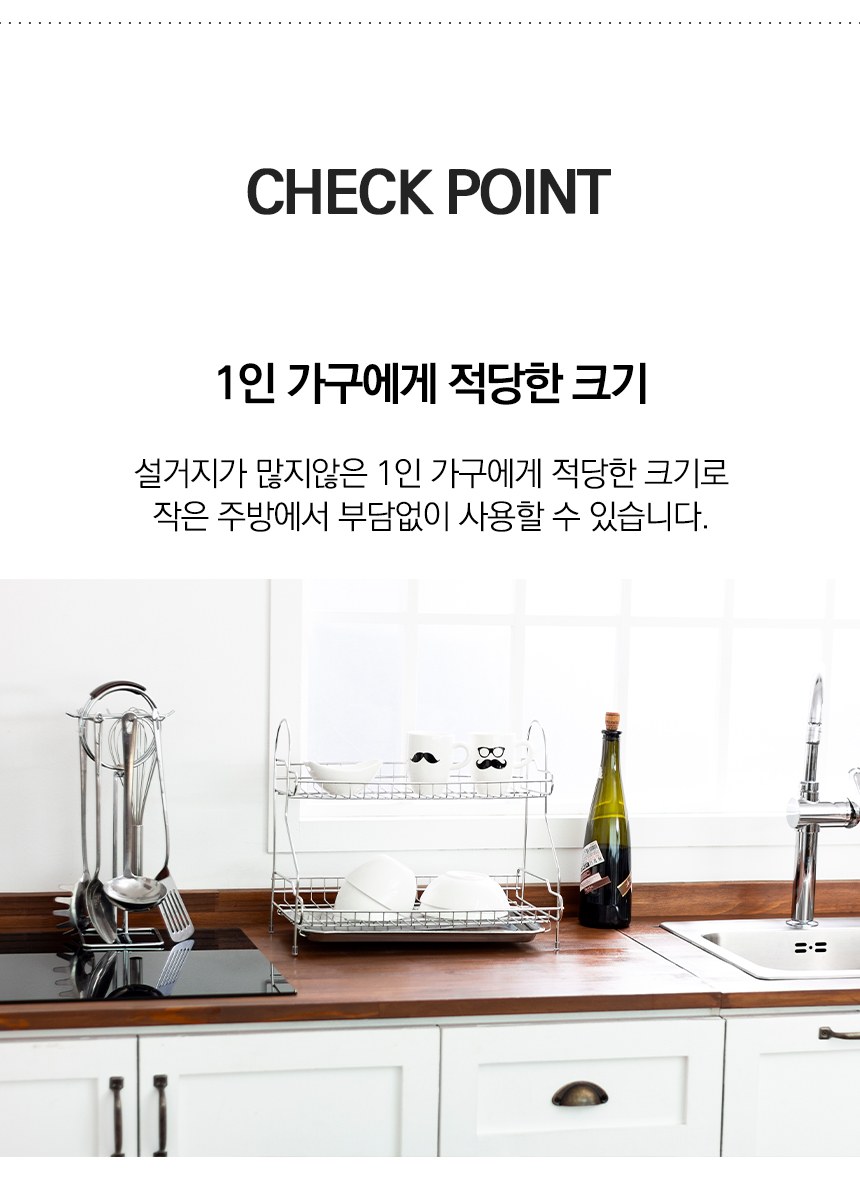 CHECK POINT
1인 가구에게 적당한 크기
설거지가 많지않은 1인 가구에게 적당한 크기로
작은 주방에서 부담없이 사용할 수 있습니다.